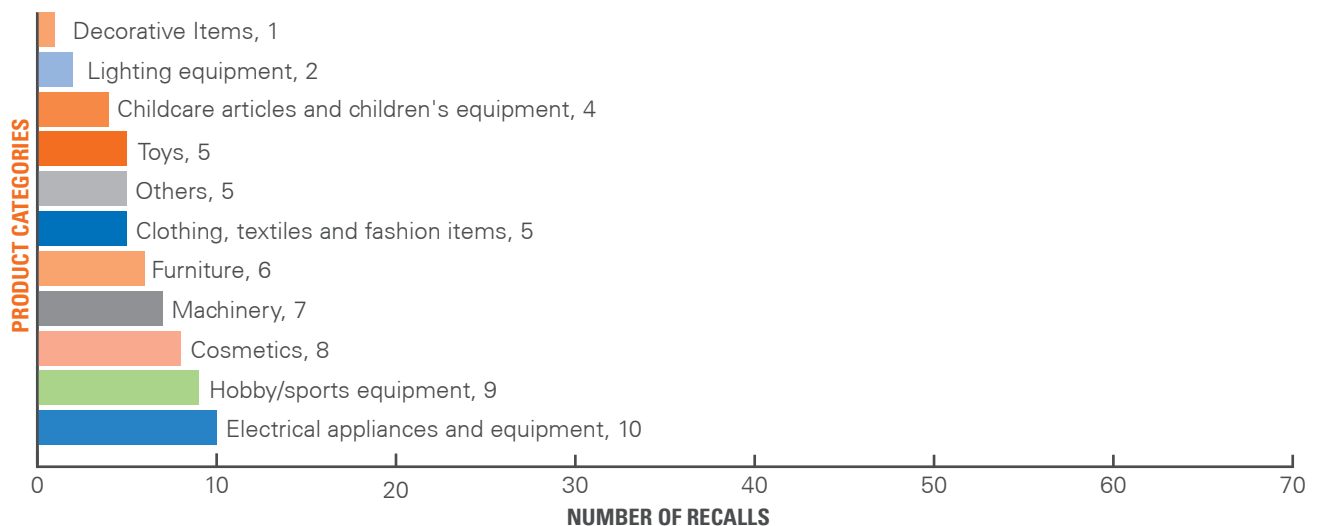 PRODUCT CATEGORIES
Decorative Items, 1
Lighting equipment, 2
Childcare articles and children's equipment, 4
Toys, 5
Others, 5
Clothing, textiles and fashion items, 5
Furniture, 6
Machinery, 7
Cosmetics, 8
Hobby/sports equipment, 9
Electrical appliances and equipment, 10
0 10 20 30 40 50 60 70
NUMBER OF RECALLS